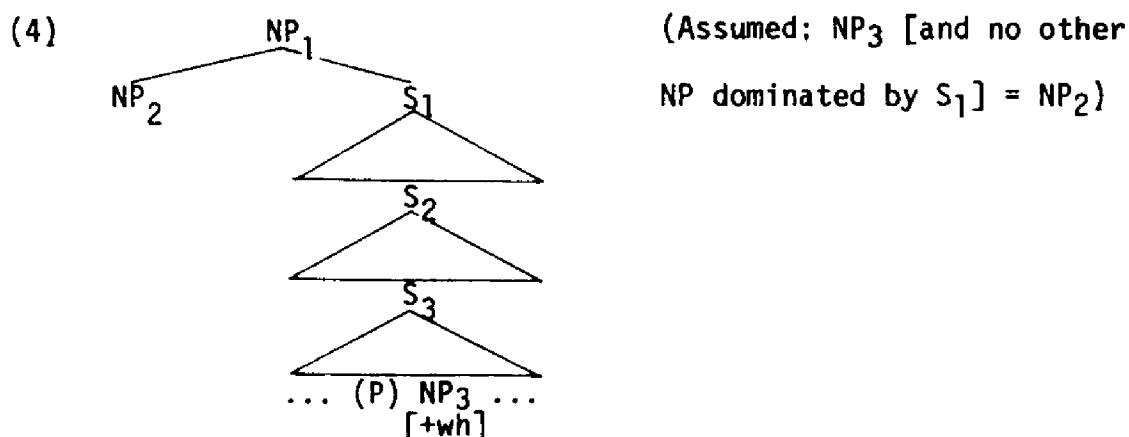 (4) NP1 (Assumed: NP3 [and no other
NP2 S1 NP dominated by S1] = NP2)
S2
S3
... (P) NP3 ...
[+wh]